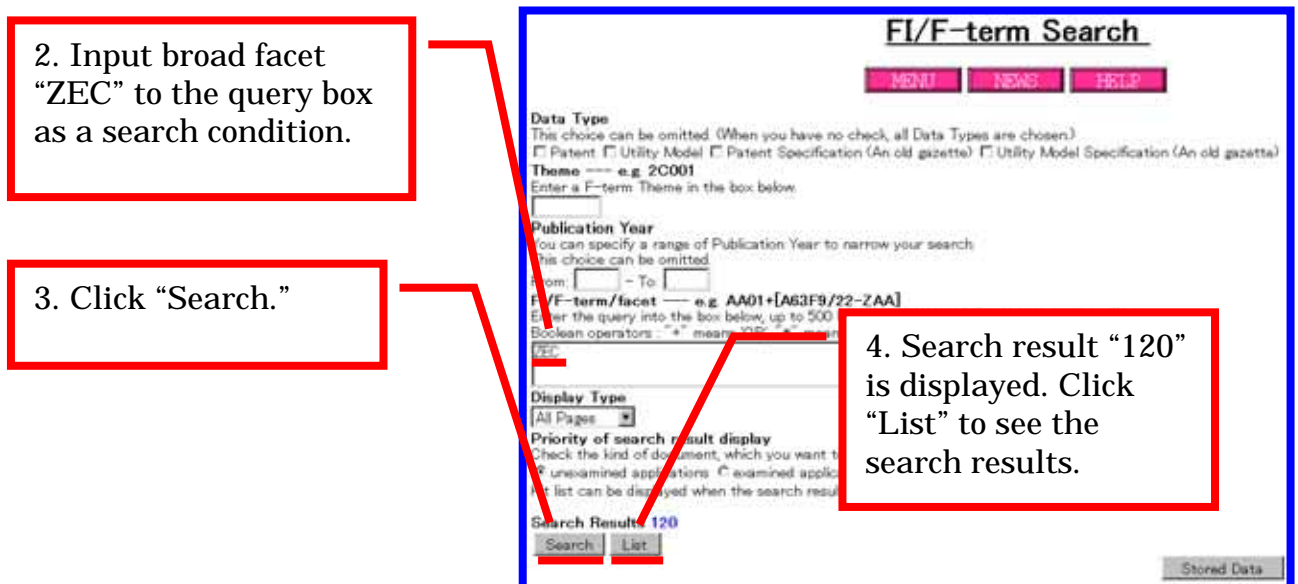 2. Input broad facet
“ZEC” to the query box
as a search condition.
3. Click “Search.”
FI/F-term Search
MENU NEWS HELP
Data Type
This choice can be omitted. (When you have no check, all Data Types are chosen.)
Patent Utility Model Patent Specification (An old gazette) Utility Model Specification (An old gazette)
Theme --- e.g. 2C001
Enter a F-term Theme in the box below.
Publication Year
You can specify a range of Publication Year to narrow your search.
This choice can be omitted.
From: - To:
FI/F-term/facet --- e.g. AA01+[A63F9/22-ZAA]
Enter the query into the box below, up to 500
Boolean operators : "+" means
ZEC
Display Type
All Pages
Priority of search result display
Check the kind of document, which you want
unexamined applications examined
list can be displayed when the search
Search Results 120
Search List
Stored Data
4. Search result “120”
is displayed. Click
“List” to see the
search results.